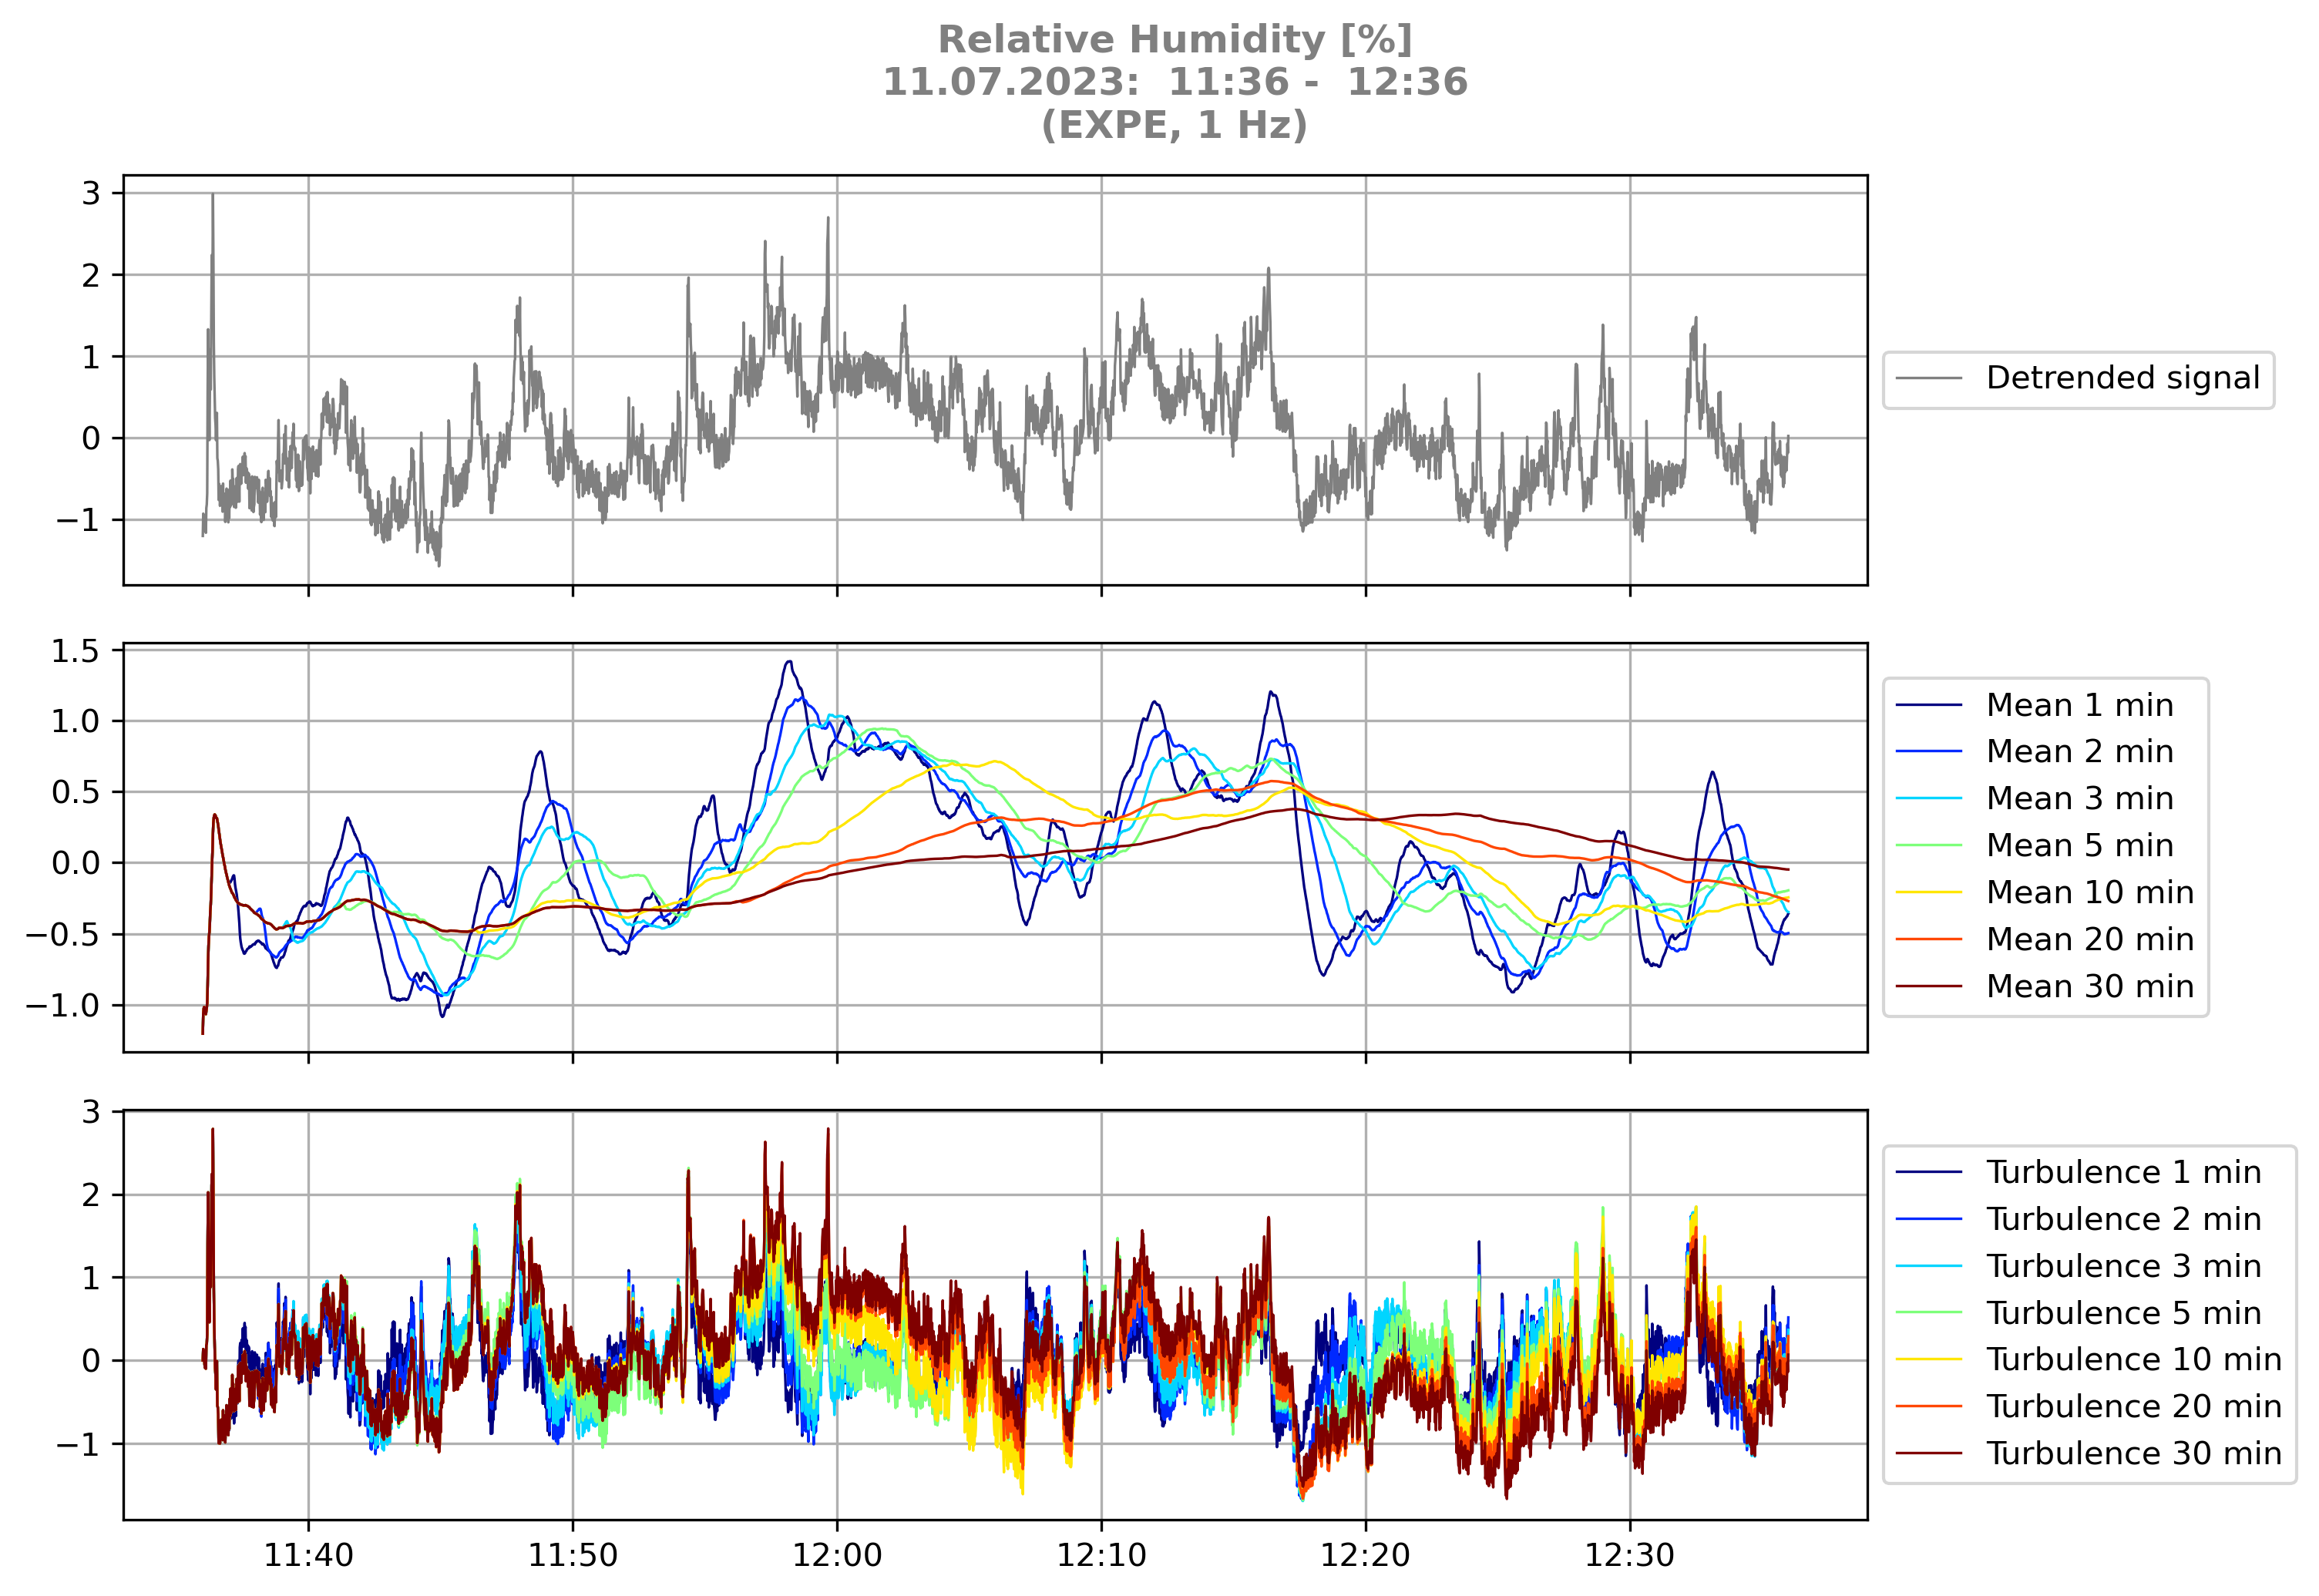 Relative Humidity [%]
11.07.2023:  11:36 -  12:36
(EXPE, 1 Hz)
3
2
1
0
−1
Detrended signal
1.5
1.0
0.5
0.0
−0.5
−1.0
Mean 1 min
Mean 2 min
Mean 3 min
Mean 5 min
Mean 10 min
Mean 20 min
Mean 30 min
3
2
1
0
−1
Turbulence 1 min
Turbulence 2 min
Turbulence 3 min
Turbulence 5 min
Turbulence 10 min
Turbulence 20 min
Turbulence 30 min
11:40 11:50 12:00 12:10 12:20 12:30